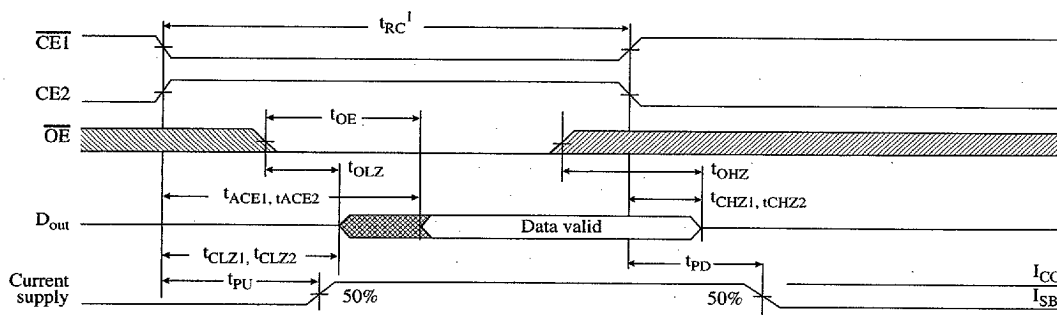 tRC1
CE1
CE2
OE
tOE
tOLZ
tOHZ
tACE1, tACE2
tCHZ1, tCHZ2
Dout
Data valid
tCLZ1, tCLZ2
tPD
Current
supply
tPU
50%
50%
ICC
ISB